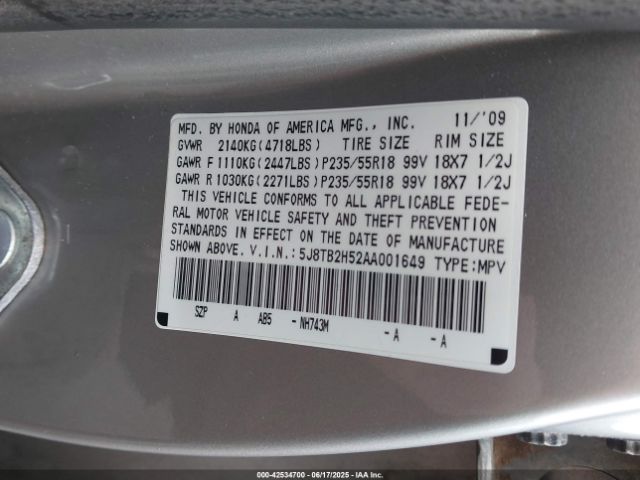 MFD. BY HONDA OF AMERICA MFG., INC. 11/'09
GVWR 2140KG(4718LBS) TIRE SIZE RIM SIZE
GAWR F 1110KG(2447LBS)P235/55R18 99V 18X7 1/2J
GAWR R 1030KG(2271LBS)P235/55R18 99V 18X7 1/2J
THIS VEHICLE CONFORMS TO ALL APPLICABLE FEDE-
RAL MOTOR VEHICLE SAFETY AND THEFT PREVENTION
STANDARDS IN EFFECT ON THE DATE OF MANUFACTURE
SHOWN ABOVE. V.I.N.: 5J8TB2H52AA001649 TYPE:MPV
SZP A AB5 -NH743M -A -A
000-42534700 - 06/17/2025 - IAA Inc.